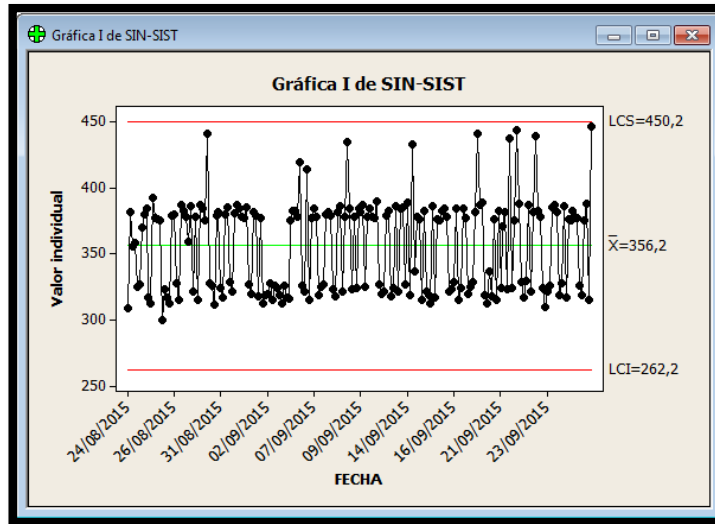 Gráfica I de SIN-SIST
Gráfica I de SIN-SIST
Valor individual
450
400
350
300
250
LCS=450,2
X̄=356,2
LCI=262,2
24/08/2015
26/08/2015
31/08/2015
02/09/2015
07/09/2015
09/09/2015
14/09/2015
16/09/2015
21/09/2015
23/09/2015
FECHA